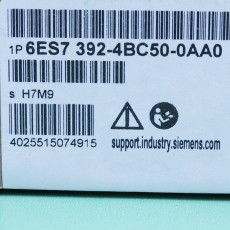 1P 6ES7 392-4BC50-0AA0
S H7M9
4025515074915
support.industry.siemens.com